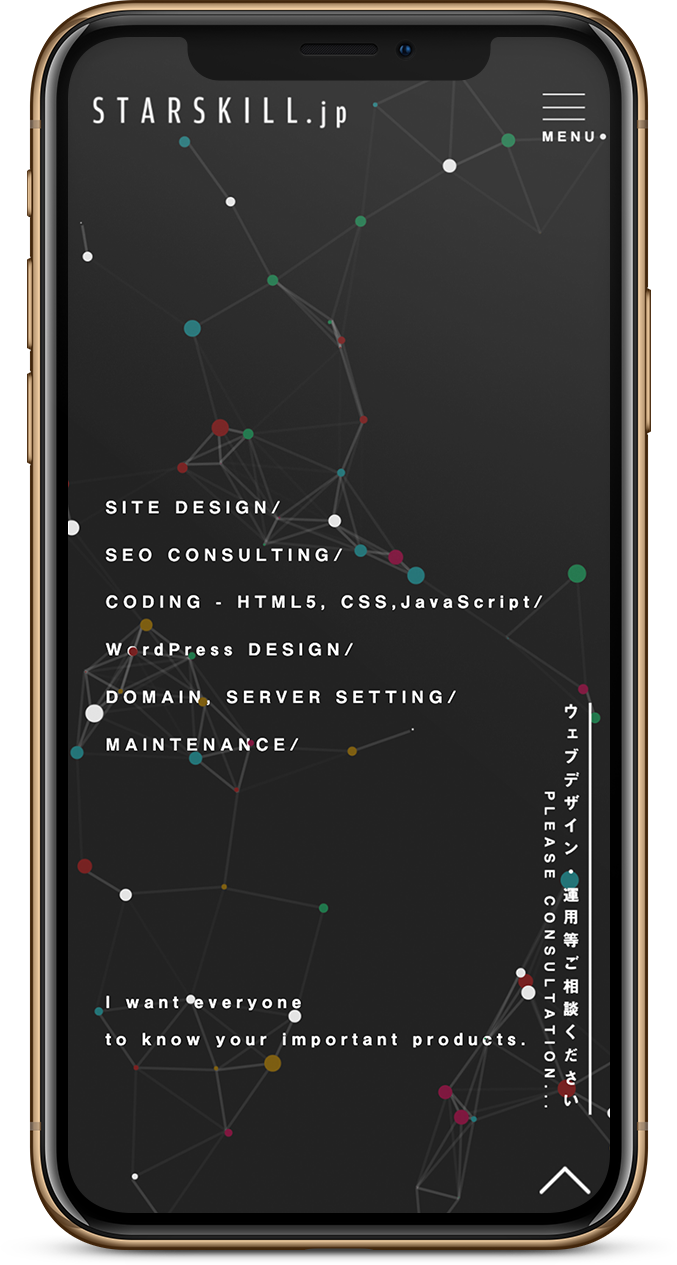 STARSKILL.jp
MENU
SITE DESIGN/
SEO CONSULTING/
CODING - HTML5, CSS,JavaScript/
WordPress DESIGN/
DOMAIN, SERVER SETTING/
MAINTENANCE/
ウェブデザイン・運用等ご相談ください
PLEASE CONSULTATION...
I want everyone
to know your important products.